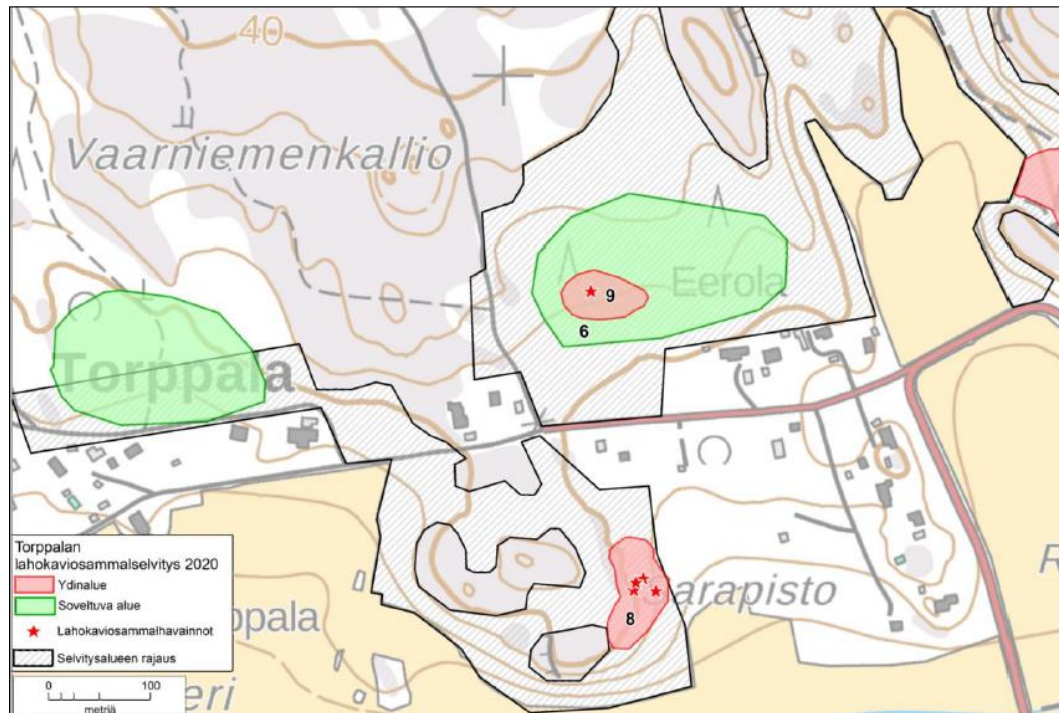 40
Vaarniemenkallio
Eerola
9
6
Torppala
arapisto
8
R
ppala
eri
Torppalan
lahokaviosammalselvitys 2020
Ydinalue
Soveltuva alue
Lahokaviosammalhavainnot
Selvitysalueen rajaus
0 100
metriä